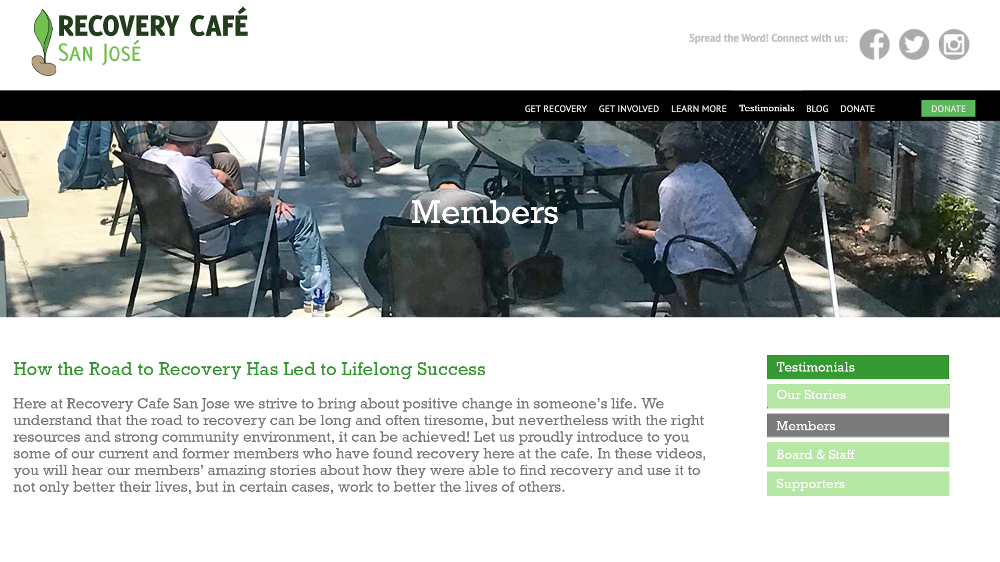 RECOVERY CAFÉ
SAN JOSÉ
Spread the Word! Connect with us:
GET RECOVERY GET INVOLVED LEARN MORE Testimonials BLOG DONATE DONATE
Members
How the Road to Recovery Has Led to Lifelong Success
Here at Recovery Cafe San Jose we strive to bring about positive change in someone’s life. We
understand that the road to recovery can be long and often tiresome, but nevertheless with the right
resources and strong community environment, it can be achieved! Let us proudly introduce to you
some of our current and former members who have found recovery here at the cafe. In these videos,
you will hear our members’ amazing stories about how they were able to find recovery and use it to
not only better their lives, but in certain cases, work to better the lives of others.
Testimonials
Our Stories
Members
Board & Staff
Supporters